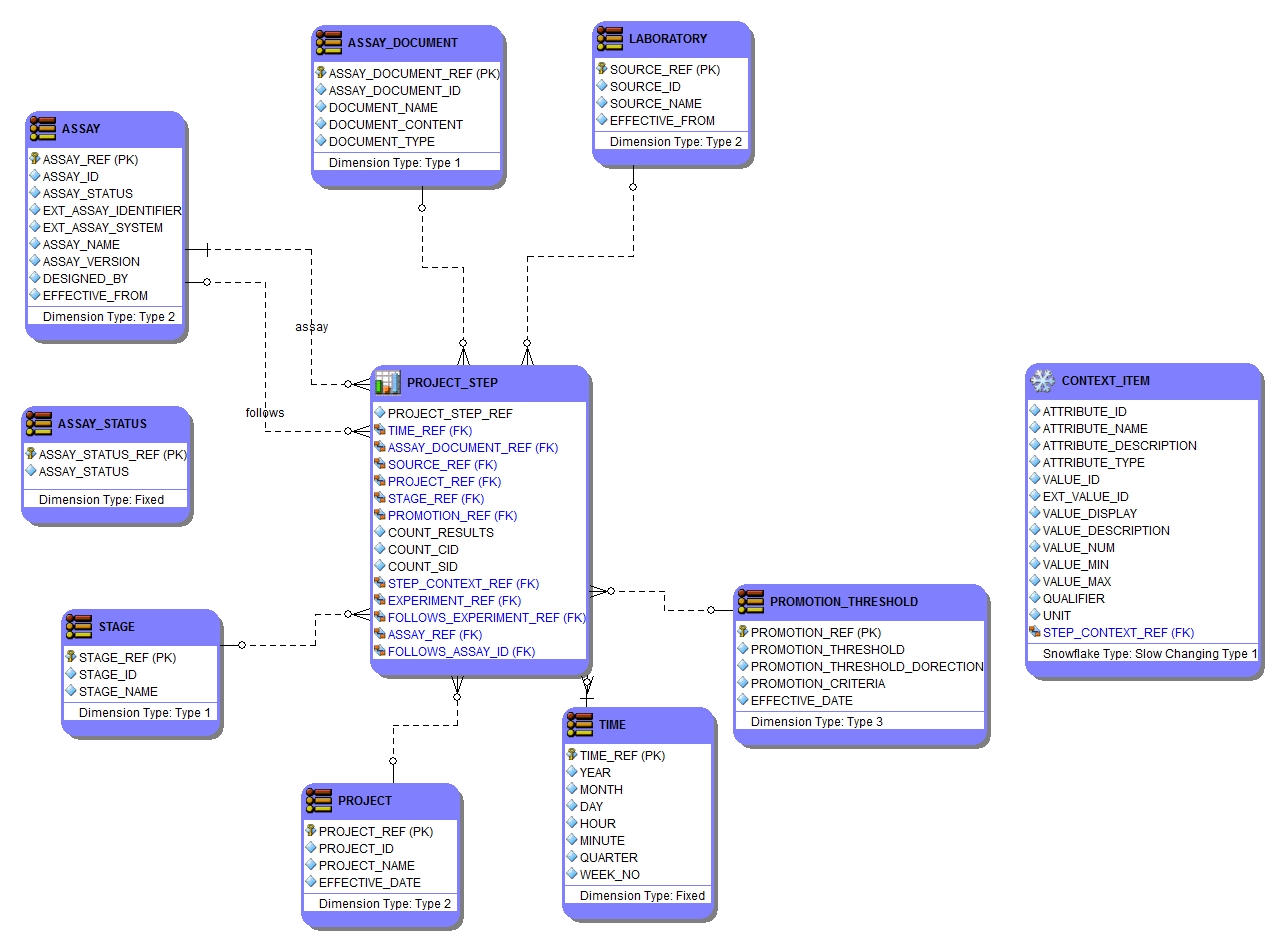 ASSAY_DOCUMENT
ASSAY_DOCUMENT_REF (PK)
ASSAY_DOCUMENT_ID
DOCUMENT_NAME
DOCUMENT_CONTENT
DOCUMENT_TYPE
Dimension Type: Type 1
LABORATORY
SOURCE_REF (PK)
SOURCE_ID
SOURCE_NAME
EFFECTIVE_FROM
Dimension Type: Type 2
ASSAY
ASSAY_REF (PK)
ASSAY_ID
ASSAY_STATUS
EXT_ASSAY_IDENTIFIER
EXT_ASSAY_SYSTEM
ASSAY_NAME
ASSAY_VERSION
DESIGNED_BY
EFFECTIVE_FROM
Dimension Type: Type 2
assay
follows
PROJECT_STEP
PROJECT_STEP_REF
TIME_REF (FK)
ASSAY_DOCUMENT_REF (FK)
SOURCE_REF (FK)
PROJECT_REF (FK)
STAGE_REF (FK)
PROMOTION_REF (FK)
COUNT_RESULTS
COUNT_CID
COUNT_SID
STEP_CONTEXT_REF (FK)
EXPERIMENT_REF (FK)
FOLLOWS_EXPERIMENT_REF (FK)
ASSAY_REF (FK)
FOLLOWS_ASSAY_ID (FK)
CONTEXT_ITEM
ATTRIBUTE_ID
ATTRIBUTE_NAME
ATTRIBUTE_DESCRIPTION
ATTRIBUTE_TYPE
VALUE_ID
EXT_VALUE_ID
VALUE_DISPLAY
VALUE_DESCRIPTION
VALUE_NUM
VALUE_MIN
VALUE_MAX
QUALIFIER
UNIT
STEP_CONTEXT_REF (FK)
Snowflake Type: Slow Changing Type 1
ASSAY_STATUS
ASSAY_STATUS_REF (PK)
ASSAY_STATUS
Dimension Type: Fixed
STAGE
STAGE_REF (PK)
STAGE_ID
STAGE_NAME
Dimension Type: Type 1
PROMOTION_THRESHOLD
PROMOTION_REF (PK)
PROMOTION_THRESHOLD
PROMOTION_THRESHOLD_DORECTION
PROMOTION_CRITERIA
EFFECTIVE_DATE
Dimension Type: Type 3
TIME
TIME_REF (PK)
YEAR
MONTH
DAY
HOUR
MINUTE
QUARTER
WEEK_NO
Dimension Type: Fixed
PROJECT
PROJECT_REF (PK)
PROJECT_ID
PROJECT_NAME
EFFECTIVE_DATE
Dimension Type: Type 2